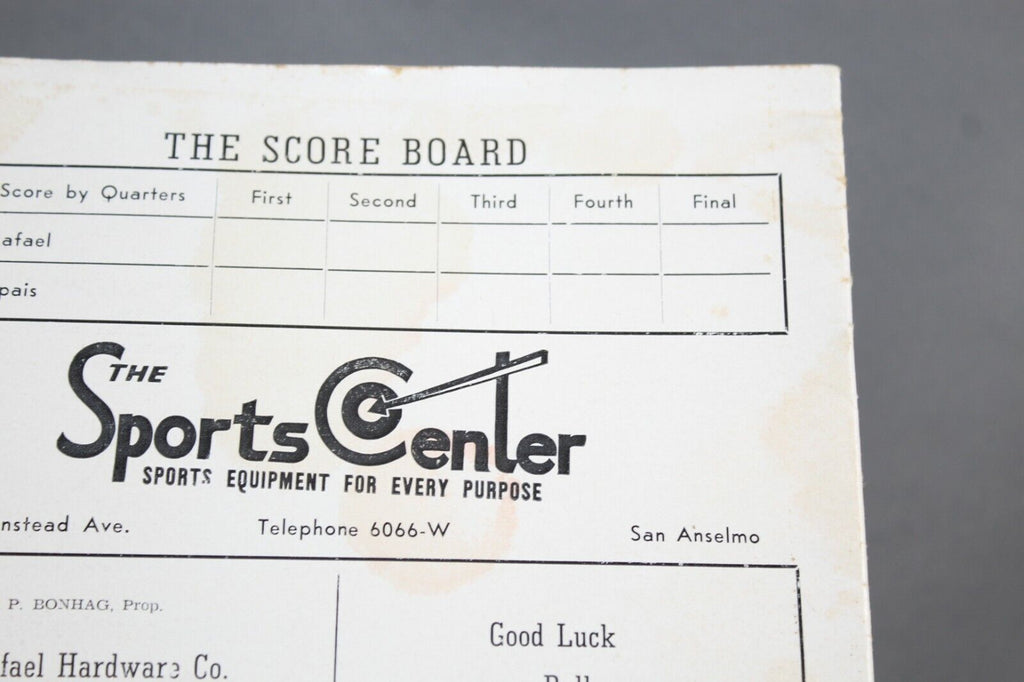 THE SCORE BOARD
Score by Quarters First Second Third Fourth Final
afael
pais
THE
Sports Center
SPORTS EQUIPMENT FOR EVERY PURPOSE
nstead Ave. Telephone 6066-W San Anselmo
P. BONHAG, Prop.
fael Hardware Co.
Good Luck